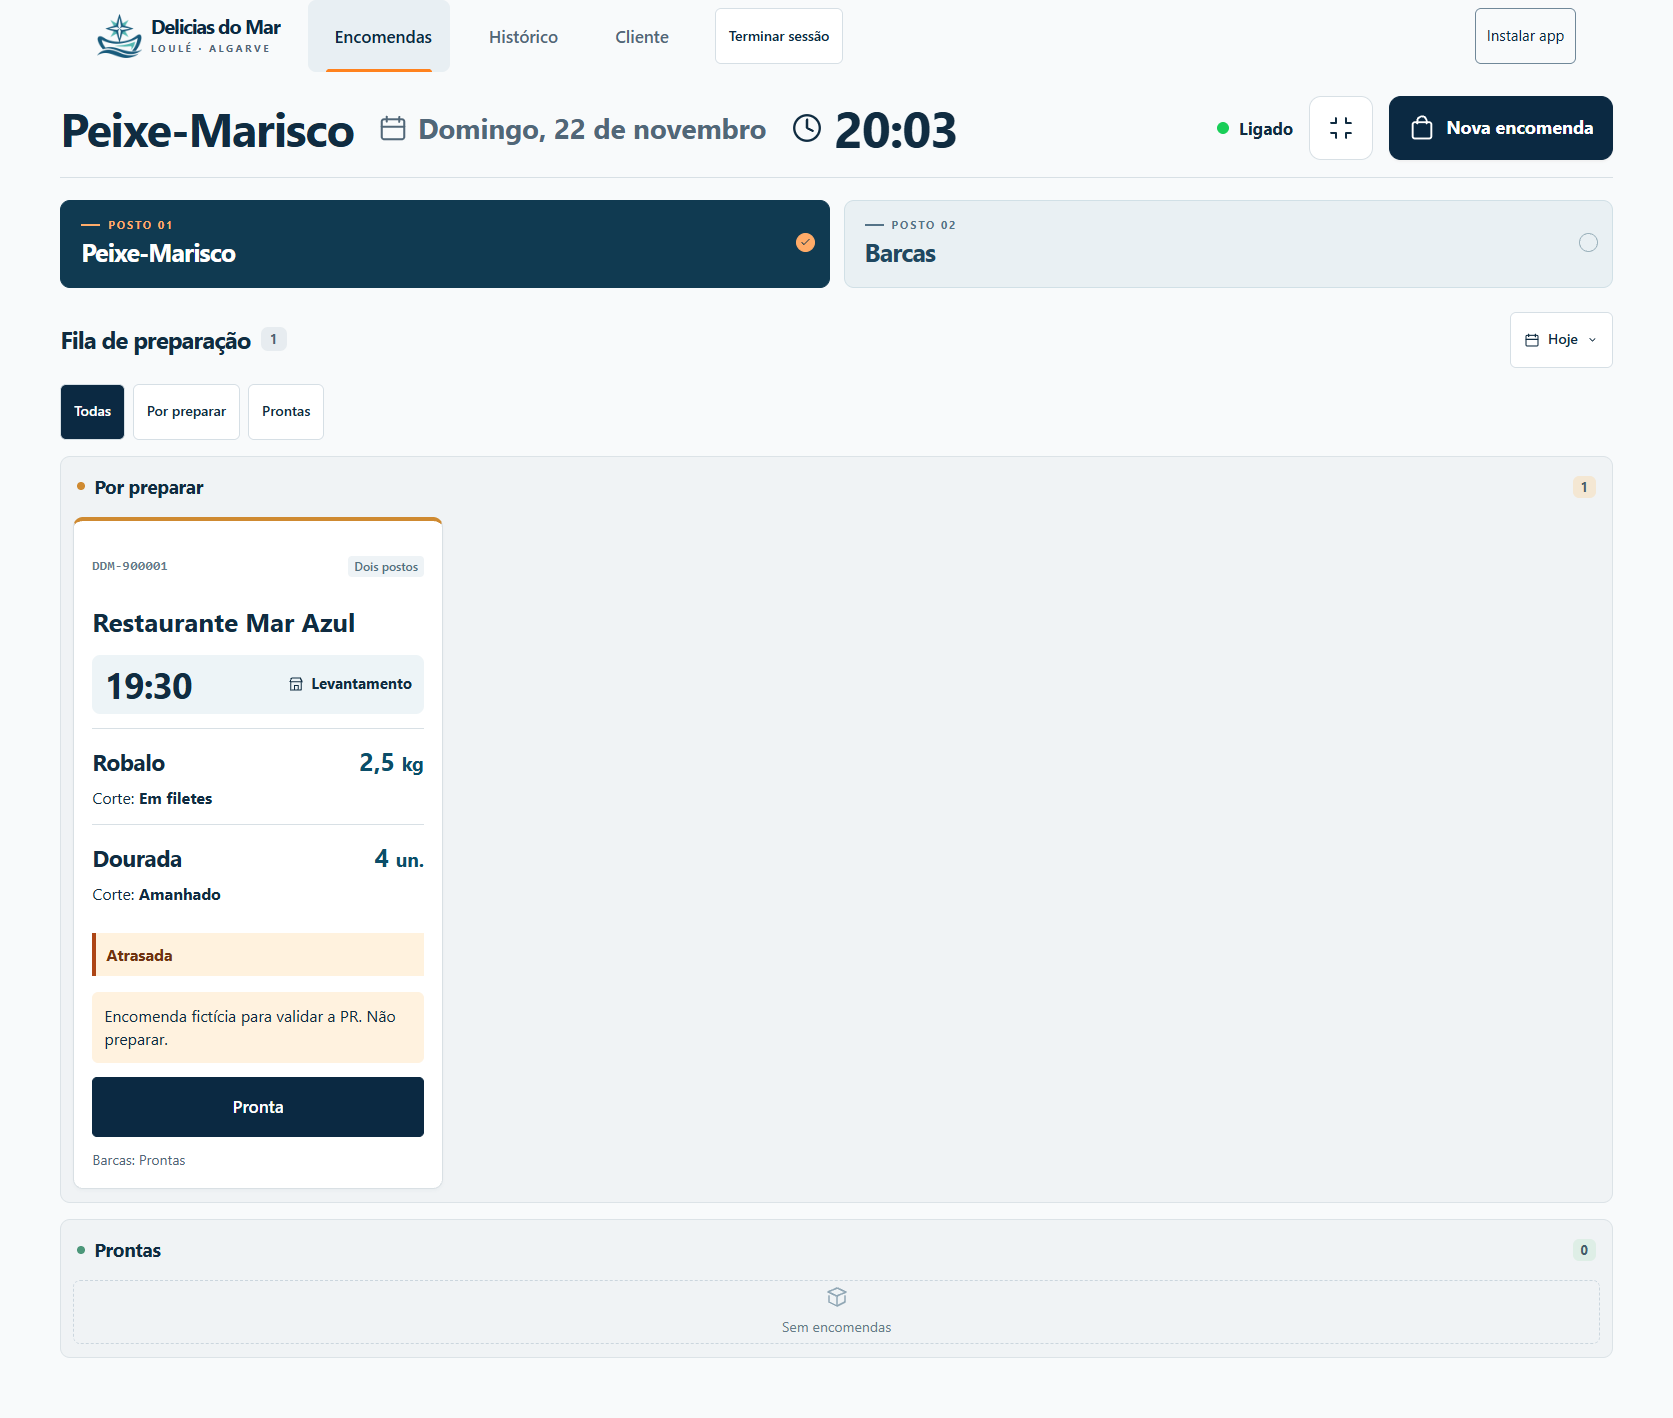 Delicias do Mar
LOULÉ · ALGARVE
Encomendas
Histórico
Cliente
Terminar sessão
Instalar app
Peixe-Marisco
Domingo, 22 de novembro
20:03
Ligado
Nova encomenda
POSTO 01
Peixe-Marisco
POSTO 02
Barcas
Fila de preparação 1
Hoje
Todas
Por preparar
Prontas
Por preparar
1
DDM-900001
Dois postos
Restaurante Mar Azul
19:30
Levantamento
Robalo
2,5 kg
Corte: Em filetes
Dourada
4 un.
Corte: Amanhado
Atrasada
Encomenda fictícia para validar a PR. Não
preparar.
Pronta
Barcas: Prontas
Prontas
0
Sem encomendas